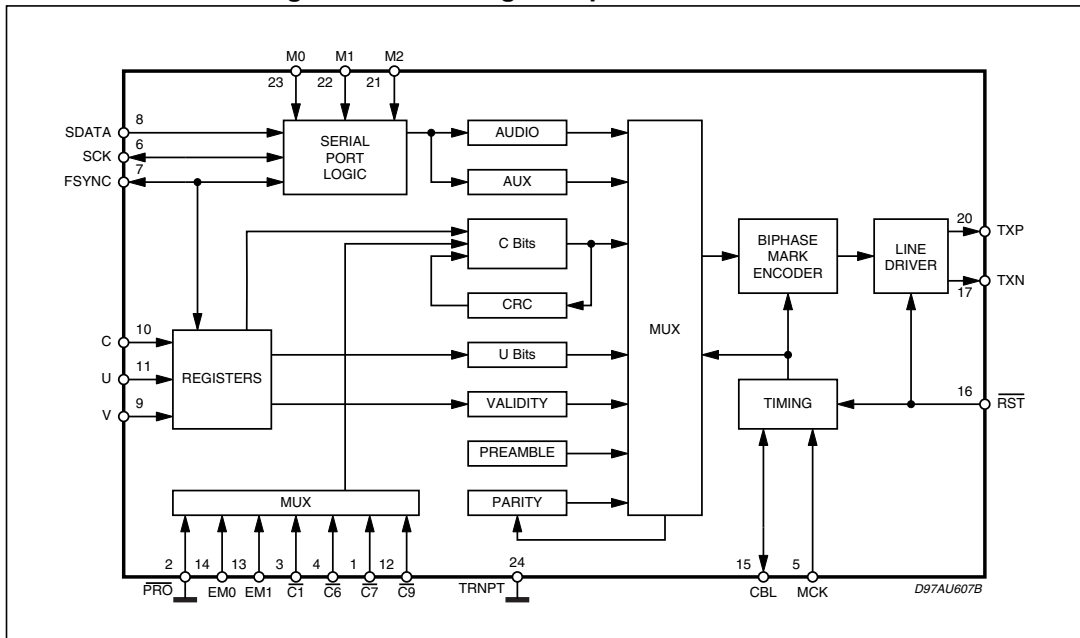 M0 M1 M2
23 22 21
SDATA 8
SCK 6
FSYNC 7
SERIAL
PORT
LOGIC
AUDIO
AUX
C Bits
CRC
BIPHASE
MARK
ENCODER
LINE
DRIVER
20 TXP
TXN
17
MUX
C 10
U 11
V 9
REGISTERS
U Bits
VALIDITY
PREAMBLE
PARITY
TIMING
16 RST
MUX
2 14 13 3 4 1 12
PRO EM0 EM1 C1 C6 C7 C9
24
TRNPT
15 5
CBL MCK
D97AU607B